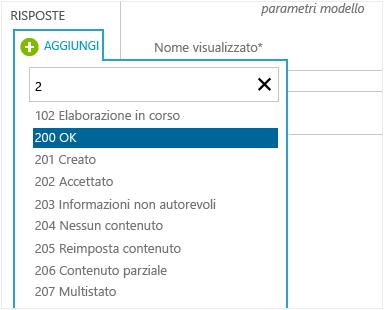 RISPOSTE
parametri modello
AGGIUNGI
Nome visualizzato*
2
102 Elaborazione in corso
200 OK
201 Creato
202 Accettato
203 Informazioni non autorevoli
204 Nessun contenuto
205 Reimposta contenuto
206 Contenuto parziale
207 Multistato